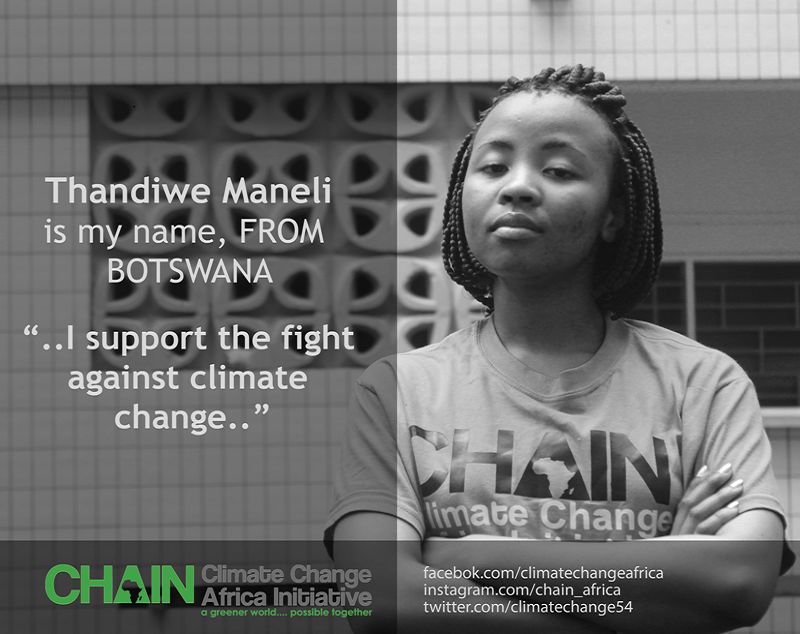 Thandiwe Maneli
is my name, FROM
BOTSWANA
“..I support the fight
against climate
change..”
CHAIN
limate Change
CHAIN
Climate Change
Africa Initiative
a greener world.... possible together
facebok.com/climatechangeafrica
instagram.com/chain_africa
twitter.com/climatechange54